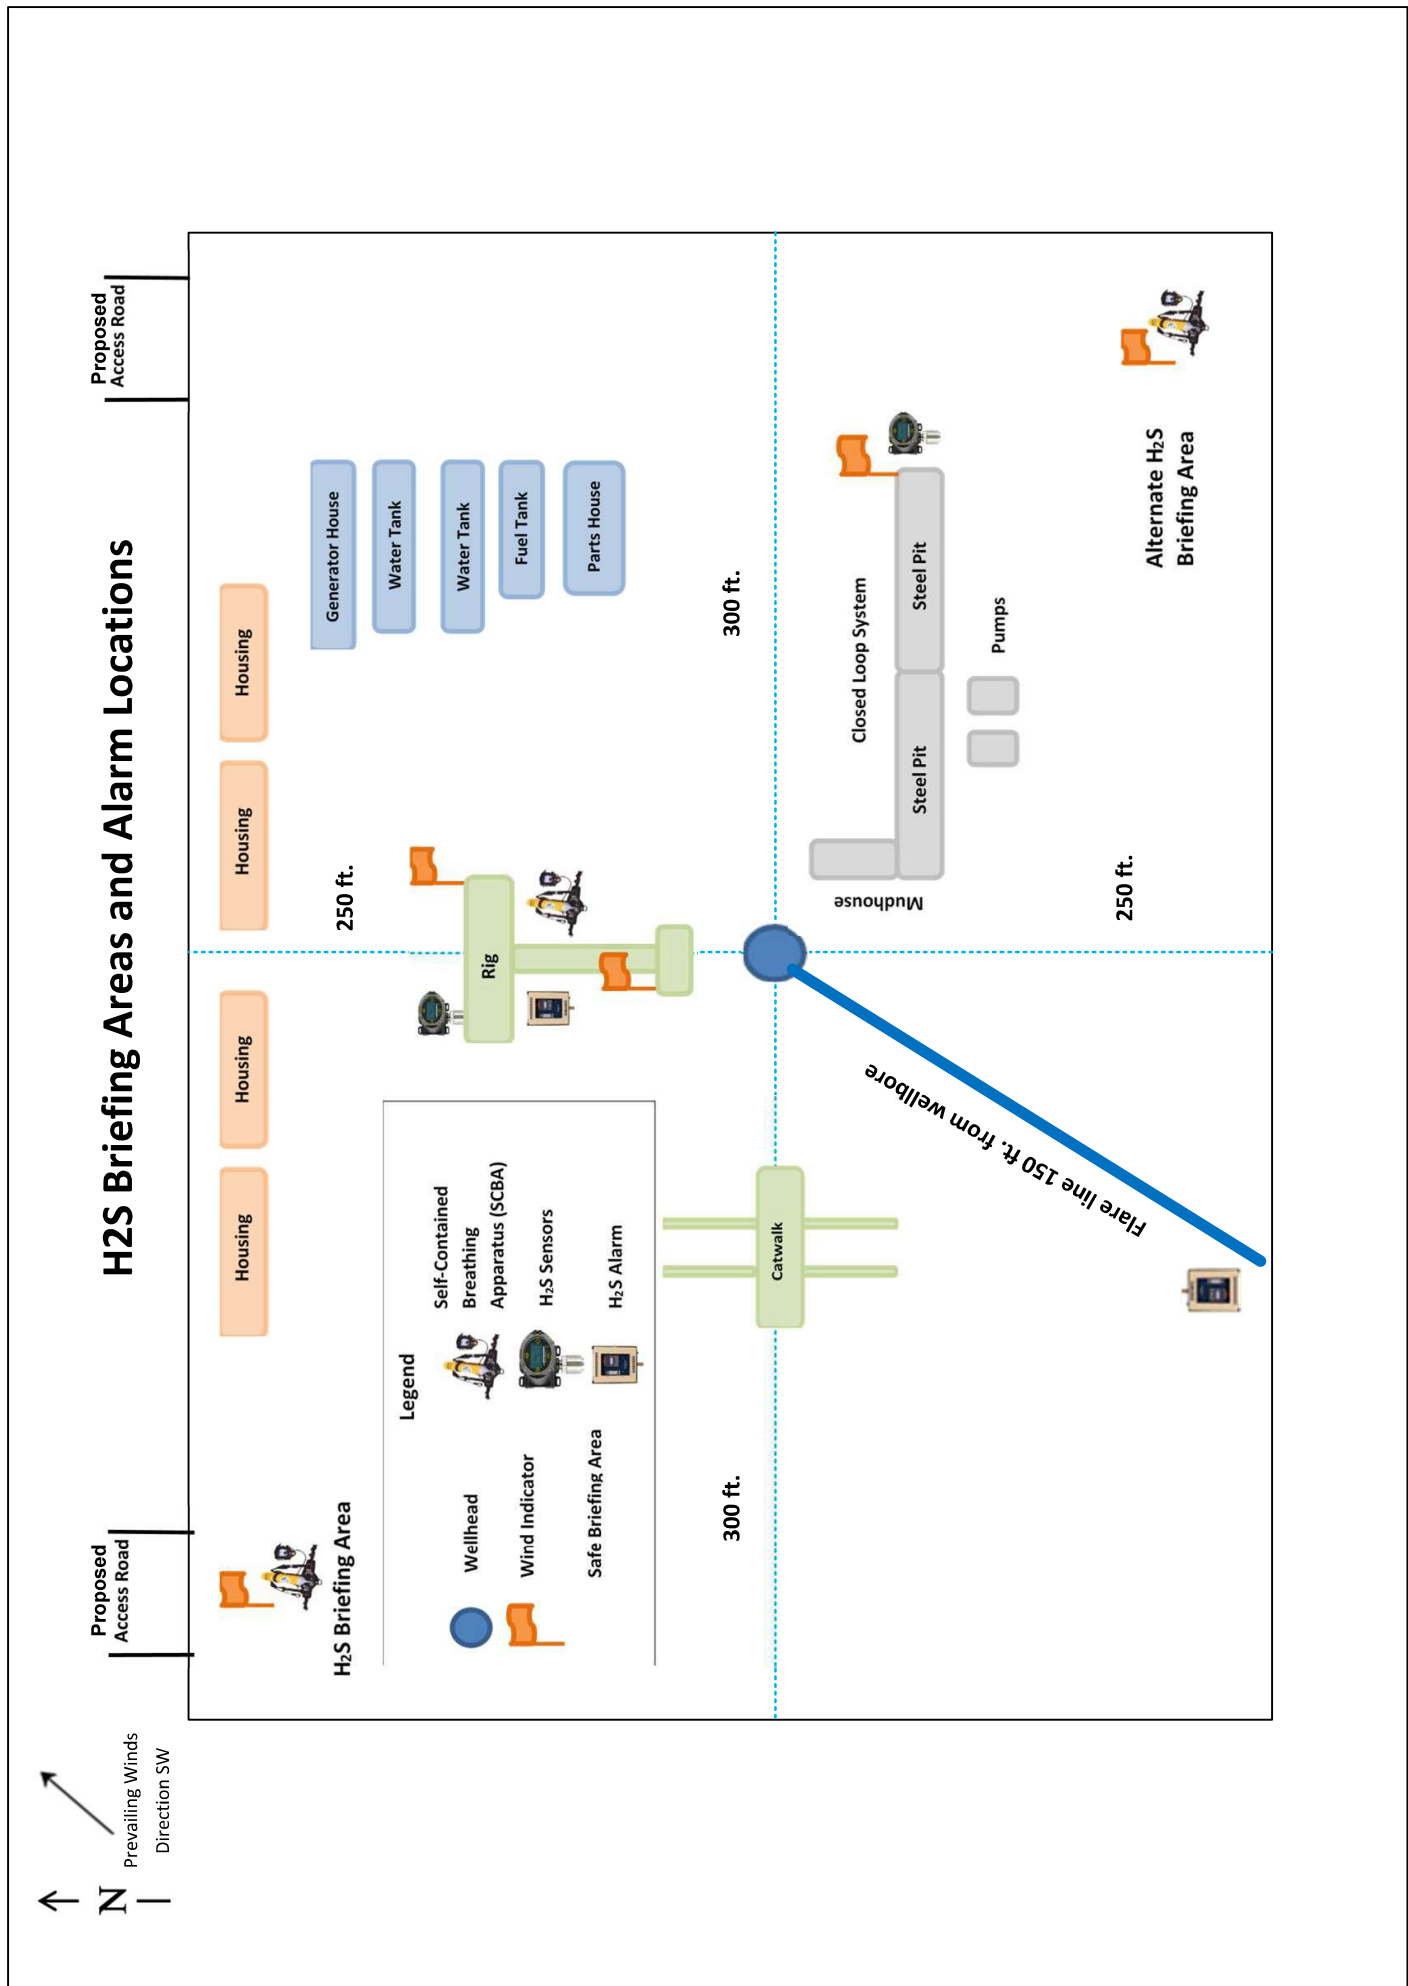 H2S Briefing Areas and Alarm Locations
N
Prevailing Winds
Direction SW
Proposed
Access Road
Proposed
Access Road
Housing
Housing
Housing
Housing
H₂S Briefing Area
250 ft.
Generator House
Water Tank
Water Tank
Fuel Tank
Parts House
Rig
Legend
Wellhead
Wind Indicator
Safe Briefing Area
Self-Contained
Breathing
Apparatus (SCBA)
H₂S Sensors
H₂S Alarm
300 ft.
300 ft.
Catwalk
Mudhouse
Closed Loop System
Steel Pit
Steel Pit
Pumps
Flare line 150 ft. from wellbore
250 ft.
Alternate H₂S
Briefing Area